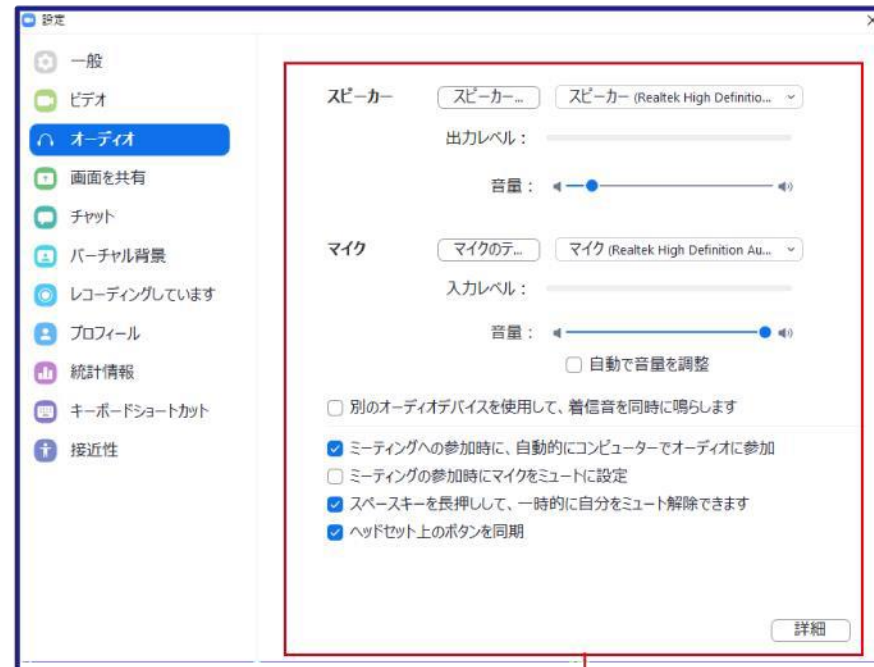 設定
一般
ビデオ
オーディオ
画面を共有
チャット
バーチャル背景
レコーディングしています
プロフィール
統計情報
キーボードショートカット
接近性
スピーカー スピーカー... スピーカー (Realtek High Definitio...
出力レベル：
音量：
マイク マイクのテ... マイク (Realtek High Definition Au...
入力レベル：
音量：
自動で音量を調整
別のオーディオデバイスを使用して、着信音を同時に鳴らします
ミーティングへの参加時に、自動的にコンピューターでオーディオに参加
ミーティングの参加時にマイクをミュートに設定
スペースキーを長押しして、一時的に自分をミュート解除できます
ヘッドセット上のボタンを同期
詳細